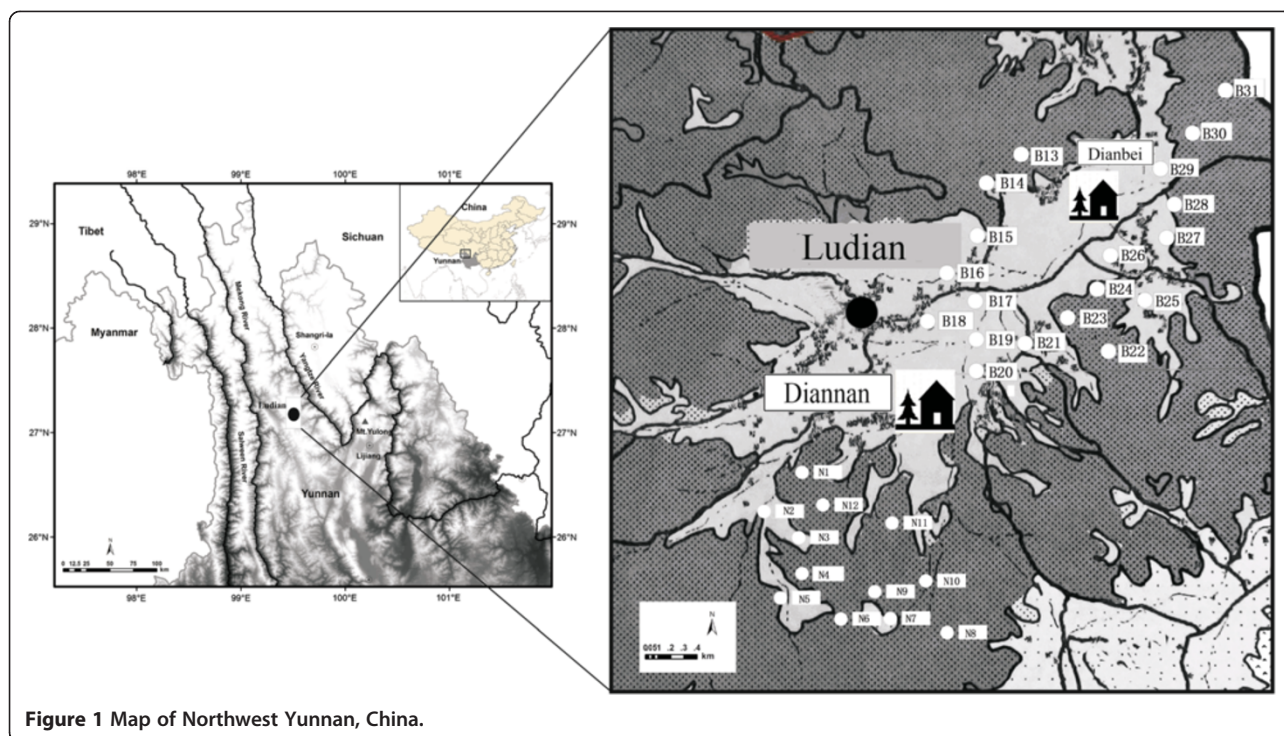 98°E
99°E
100°E
101°E
29°N
28°N
27°N
26°N
Tibet
Sichuan
Myanmar
China
Yunnan
Mekong River
Shangri-la
Yangtze River
Ludian
Mt.Yulong
Lijiang
Salween River
Yunnan
N
0 12.5 25 50 75 100
km
98°E
99°E
100°E
101°E
29°N
28°N
27°N
26°N
B31
B30
B13
Dianbei
B29
B14
B28
B15
B27
Ludian
B26
B16
B24
B25
B17
B18
B23
B19
B21
B22
B20
Diannan
N1
N12
N2
N11
N3
N4
N10
N9
N5
N6
N7
N8
N
0051 .2 .3 .4
km
Figure 1 Map of Northwest Yunnan, China.